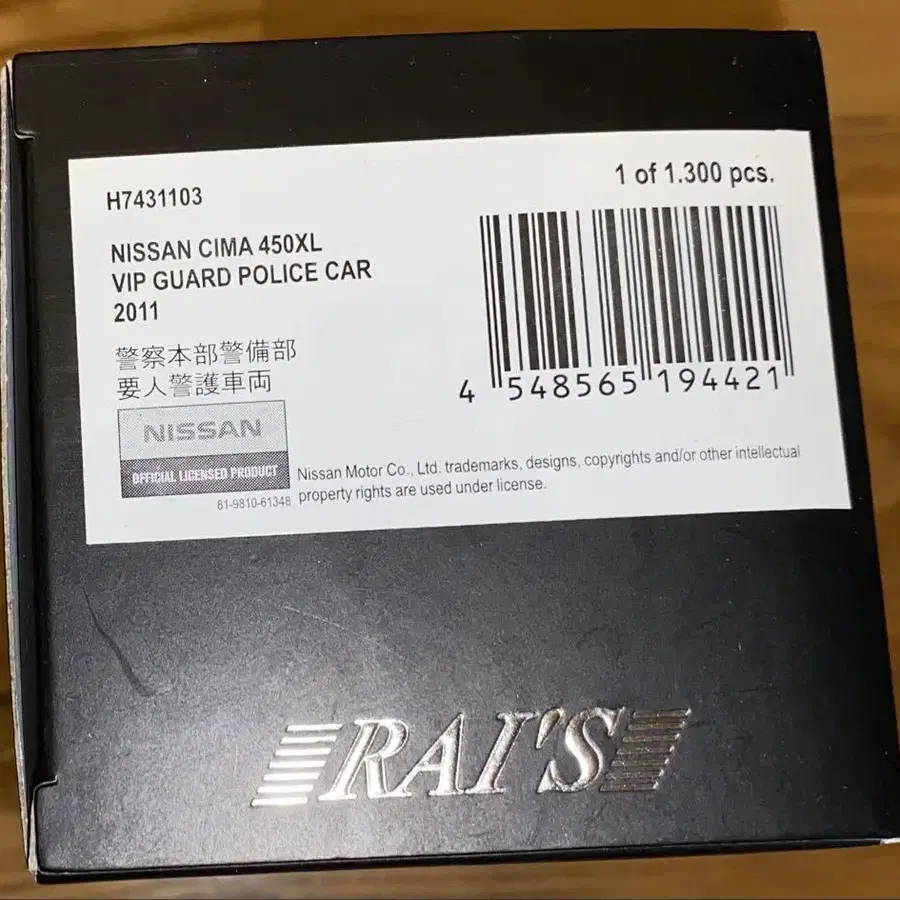 H7431103
1 of 1.300 pcs.
NISSAN CIMA 450XL
VIP GUARD POLICE CAR
2011
警察本部警備部
要人警護車両
4 548565 194421
NISSAN
OFFICIAL LICENSED PRODUCT
81-9810-61348
Nissan Motor Co., Ltd. trademarks, designs, copyrights and/or other intellectual
property rights are used under license.
RAI'S